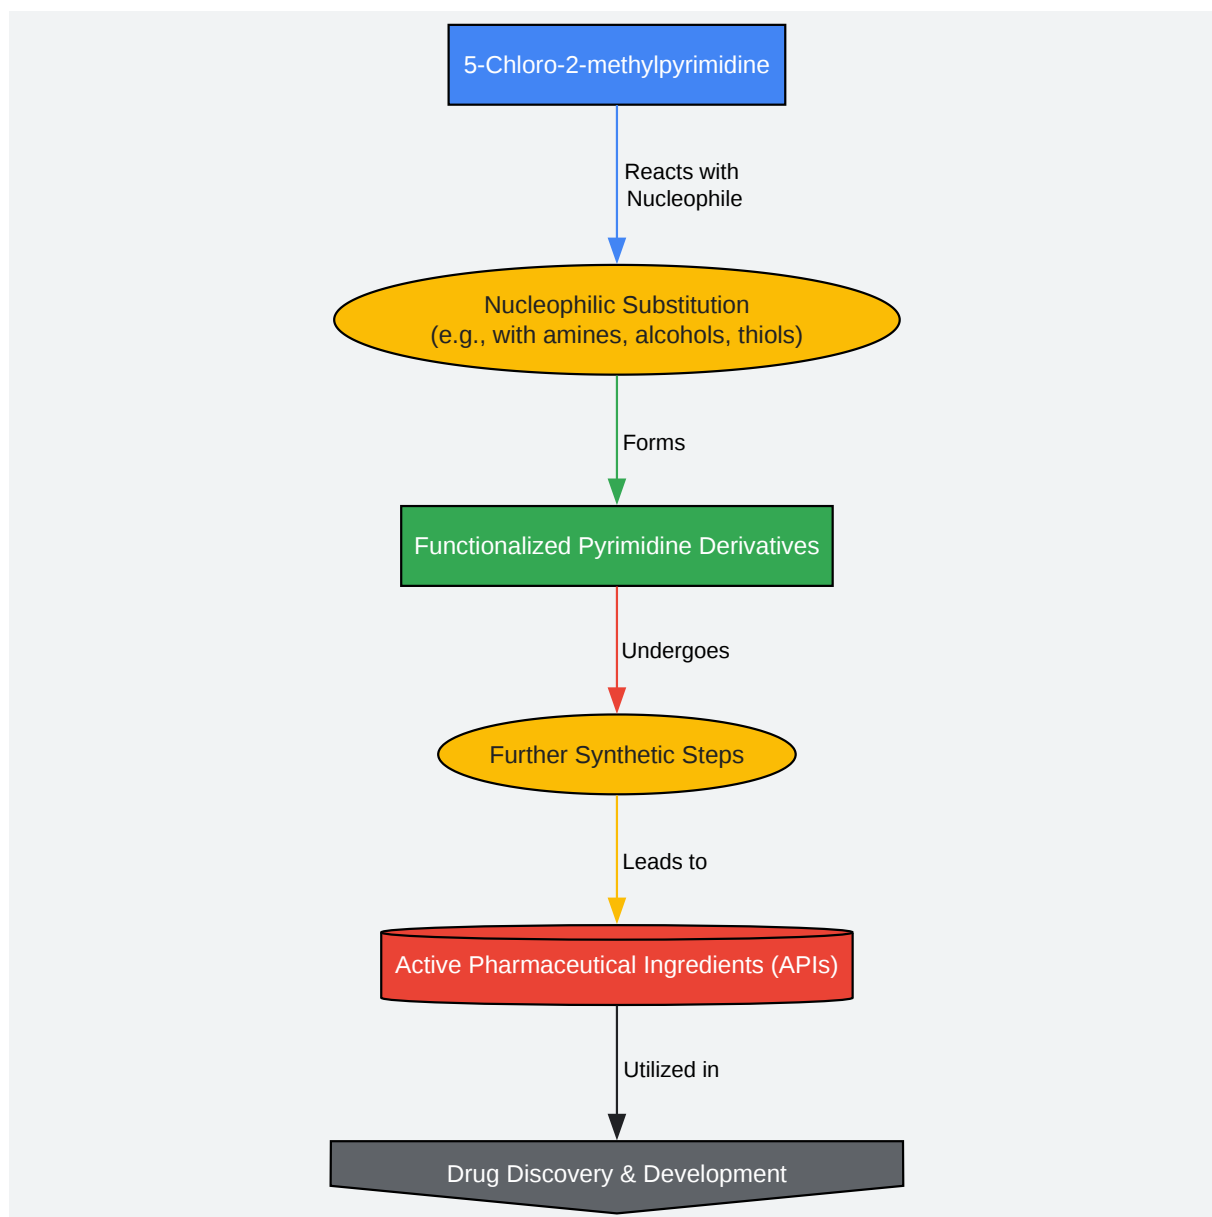 5-Chloro-2-methylpyrimidine
Reacts with
Nucleophile
Nucleophilic Substitution
(e.g., with amines, alcohols, thiols)
Forms
Functionalized Pyrimidine Derivatives
Undergoes
Further Synthetic Steps
Leads to
Active Pharmaceutical Ingredients (APIs)
Utilized in
Drug Discovery & Development